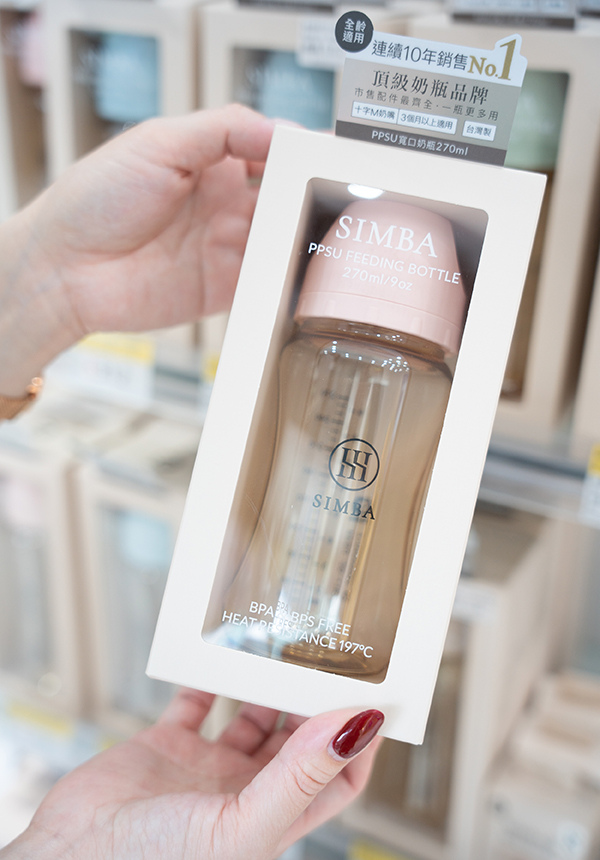 全齡
適用
連續10年銷售No.1
頂級奶瓶品牌
市售配件最齊全·一瓶更多用
十字M奶嘴 3個月以上適用 台灣製
PPSU寬口奶瓶270ml
SIMBA
PPSU FEEDING BOTTLE
270ml/9oz
SIMBA
BPA & BPS FREE
HEAT RESISTANCE 197°C